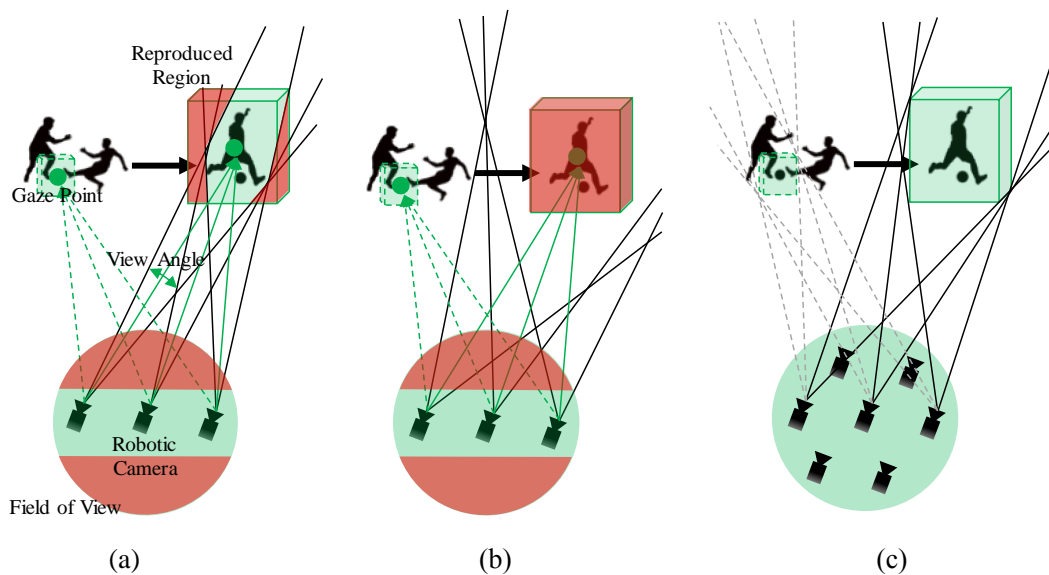 Reproduced
Region
Gaze Point
View Angle
Robotic
Camera
Field of View
(a)
(b)
(c)